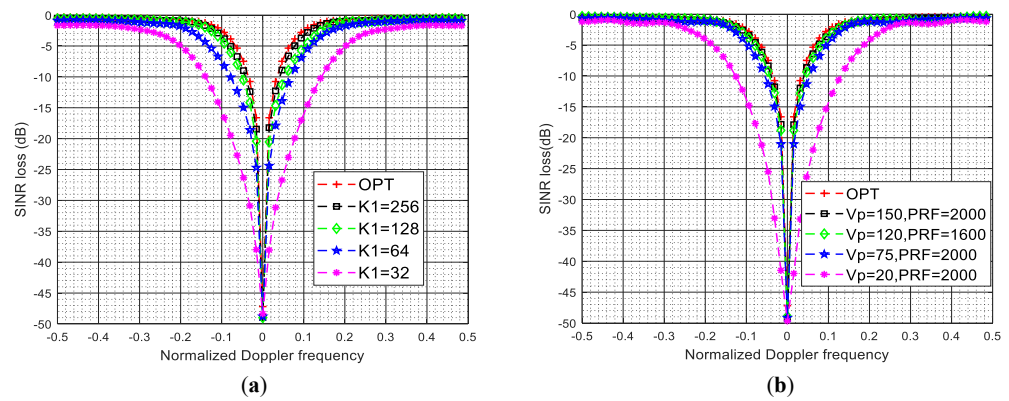 0
-5
-10
-15
-20
-25
-30
-35
-40
-45
-50
SINR loss (dB)
OPT
K1=256
K1=128
K1=64
K1=32
-0.5 -0.4 -0.3 -0.2 -0.1 0 0.1 0.2 0.3 0.4 0.5
Normalized Doppler frequency
(a)
0
-5
-10
-15
-20
-25
-30
-35
-40
-45
-50
SINR loss(dB)
OPT
Vp=150,PRF=2000
Vp=120,PRF=1600
Vp=75,PRF=2000
Vp=20,PRF=2000
-0.5 -0.4 -0.3 -0.2 -0.1 0 0.1 0.2 0.3 0.4 0.5
Normalized Doppler frequency
(b)